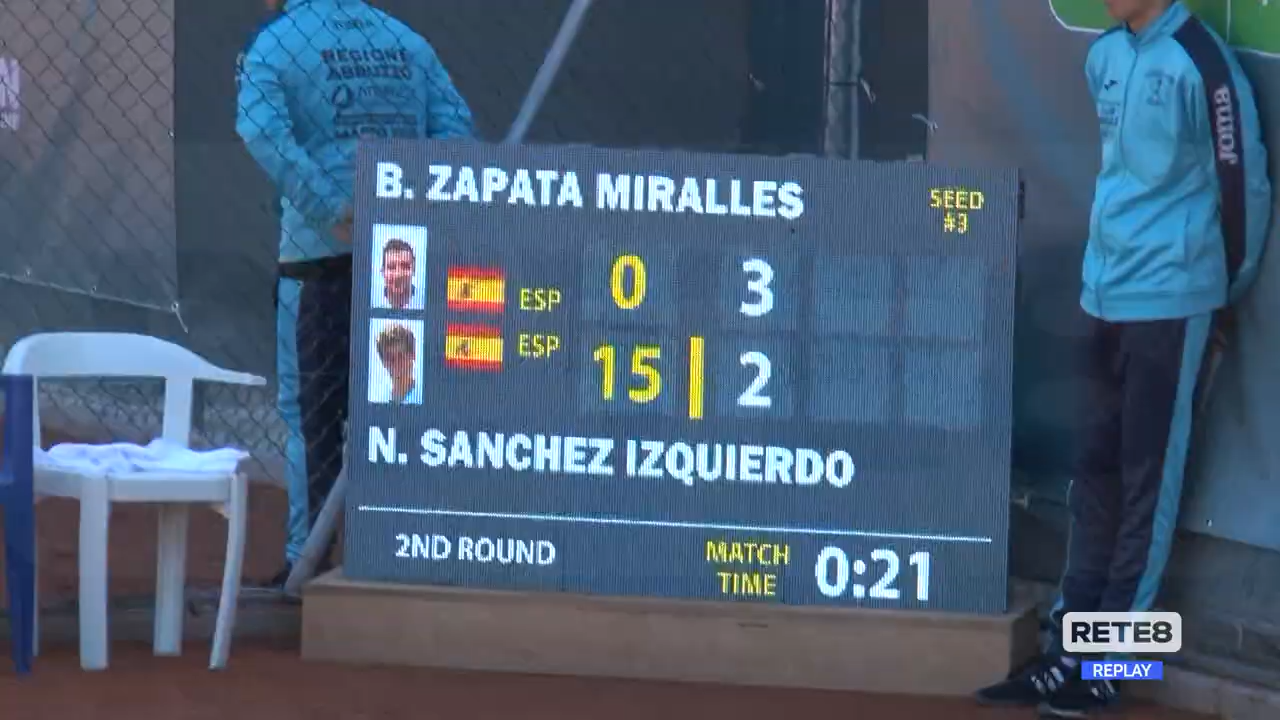 REGIONE
ABRUZZO
B. ZAPATA MIRALLES
SEED
#3
ESP 0 3
ESP 15 2
N. SANCHEZ IZQUIERDO
2ND ROUND
MATCH
TIME
0:21
Joma
RETE8
REPLAY